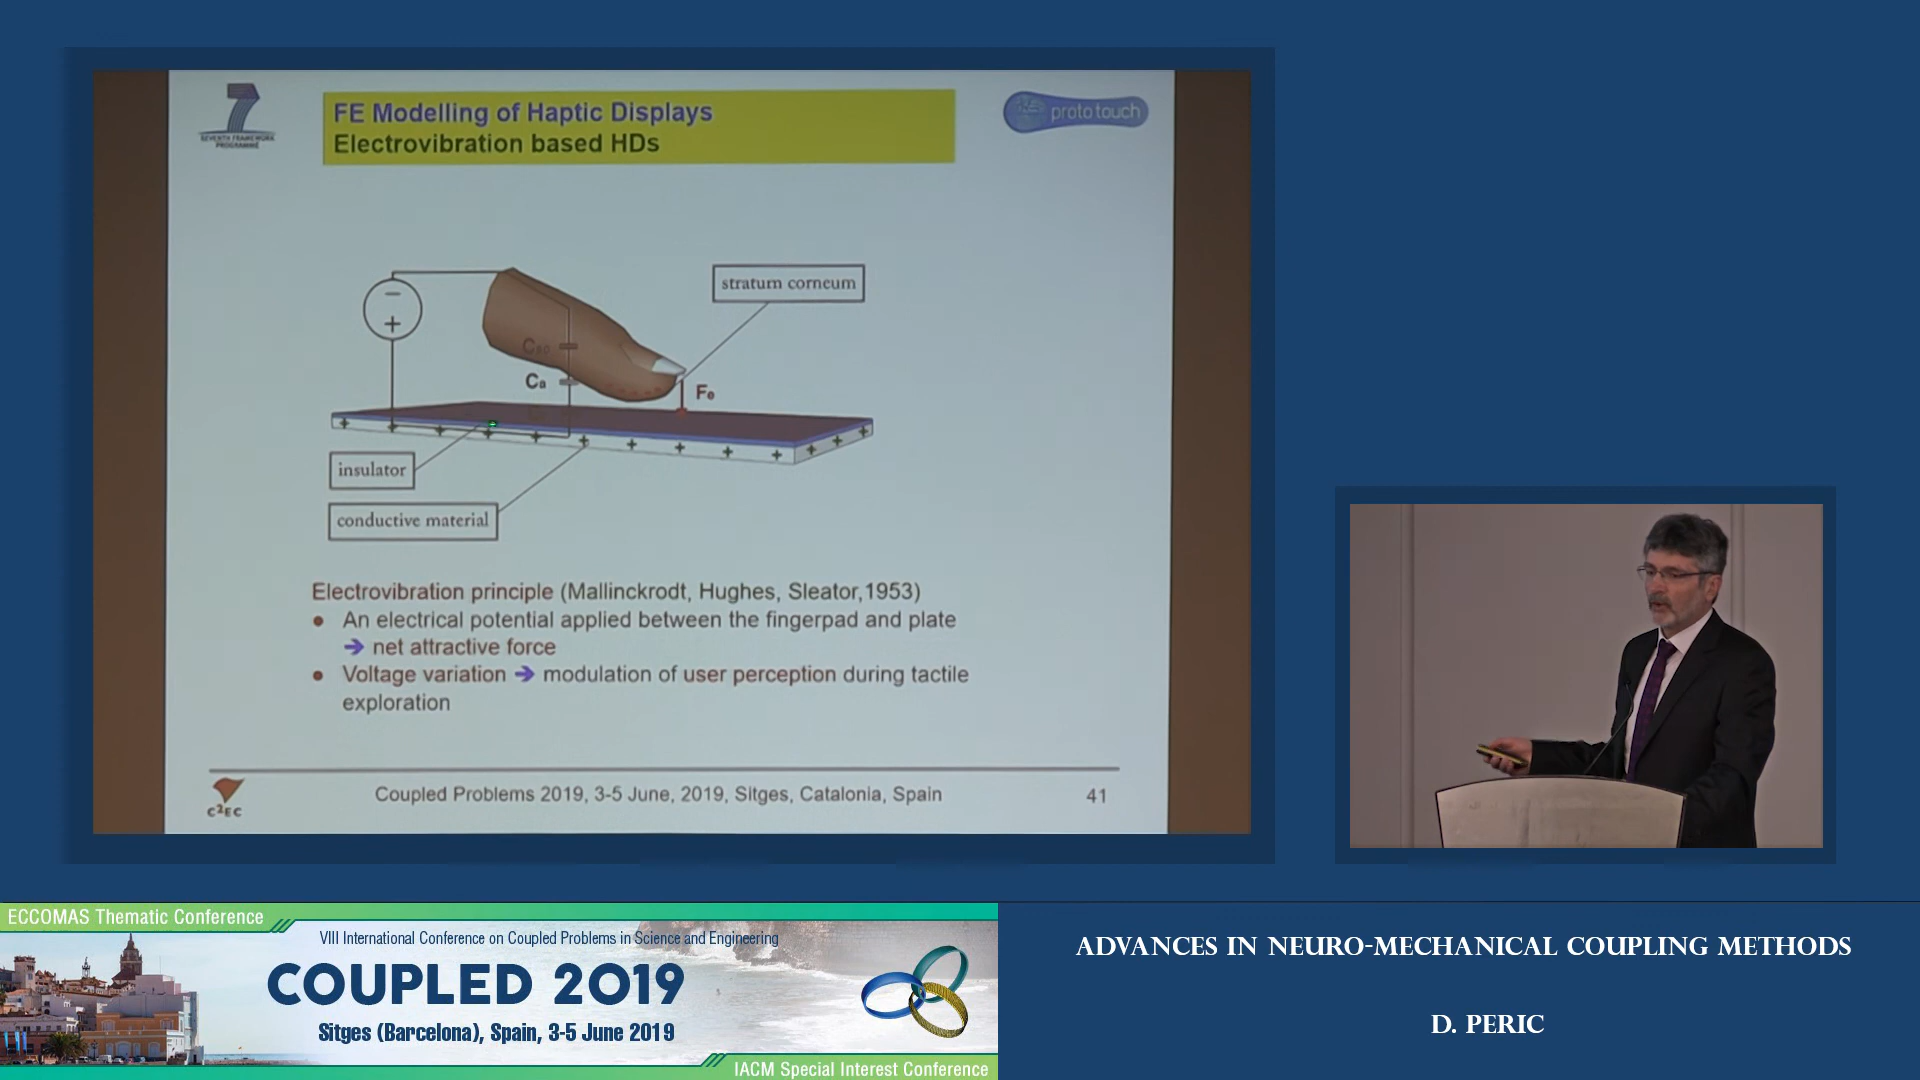 SEVENTH FRAMEWORK
PROGRAMME
FE Modelling of Haptic Displays
Electrovibration based HDs
proto touch
stratum corneum
−
+
Ca
Fe
insulator
conductive material
Electrovibration principle (Mallinckrodt, Hughes, Sleator,1953)
• An electrical potential applied between the fingerpad and plate
➔ net attractive force
• Voltage variation ➔ modulation of user perception during tactile
exploration
C²EC
Coupled Problems 2019, 3-5 June, 2019, Sitges, Catalonia, Spain
41
ECCOMAS Thematic Conference
VIII International Conference on Coupled Problems in Science and Engineering
COUPLED 2019
Sitges (Barcelona), Spain, 3-5 June 2019
IACM Special Interest Conference
ADVANCES IN NEURO-MECHANICAL COUPLING METHODS
D. PERIC